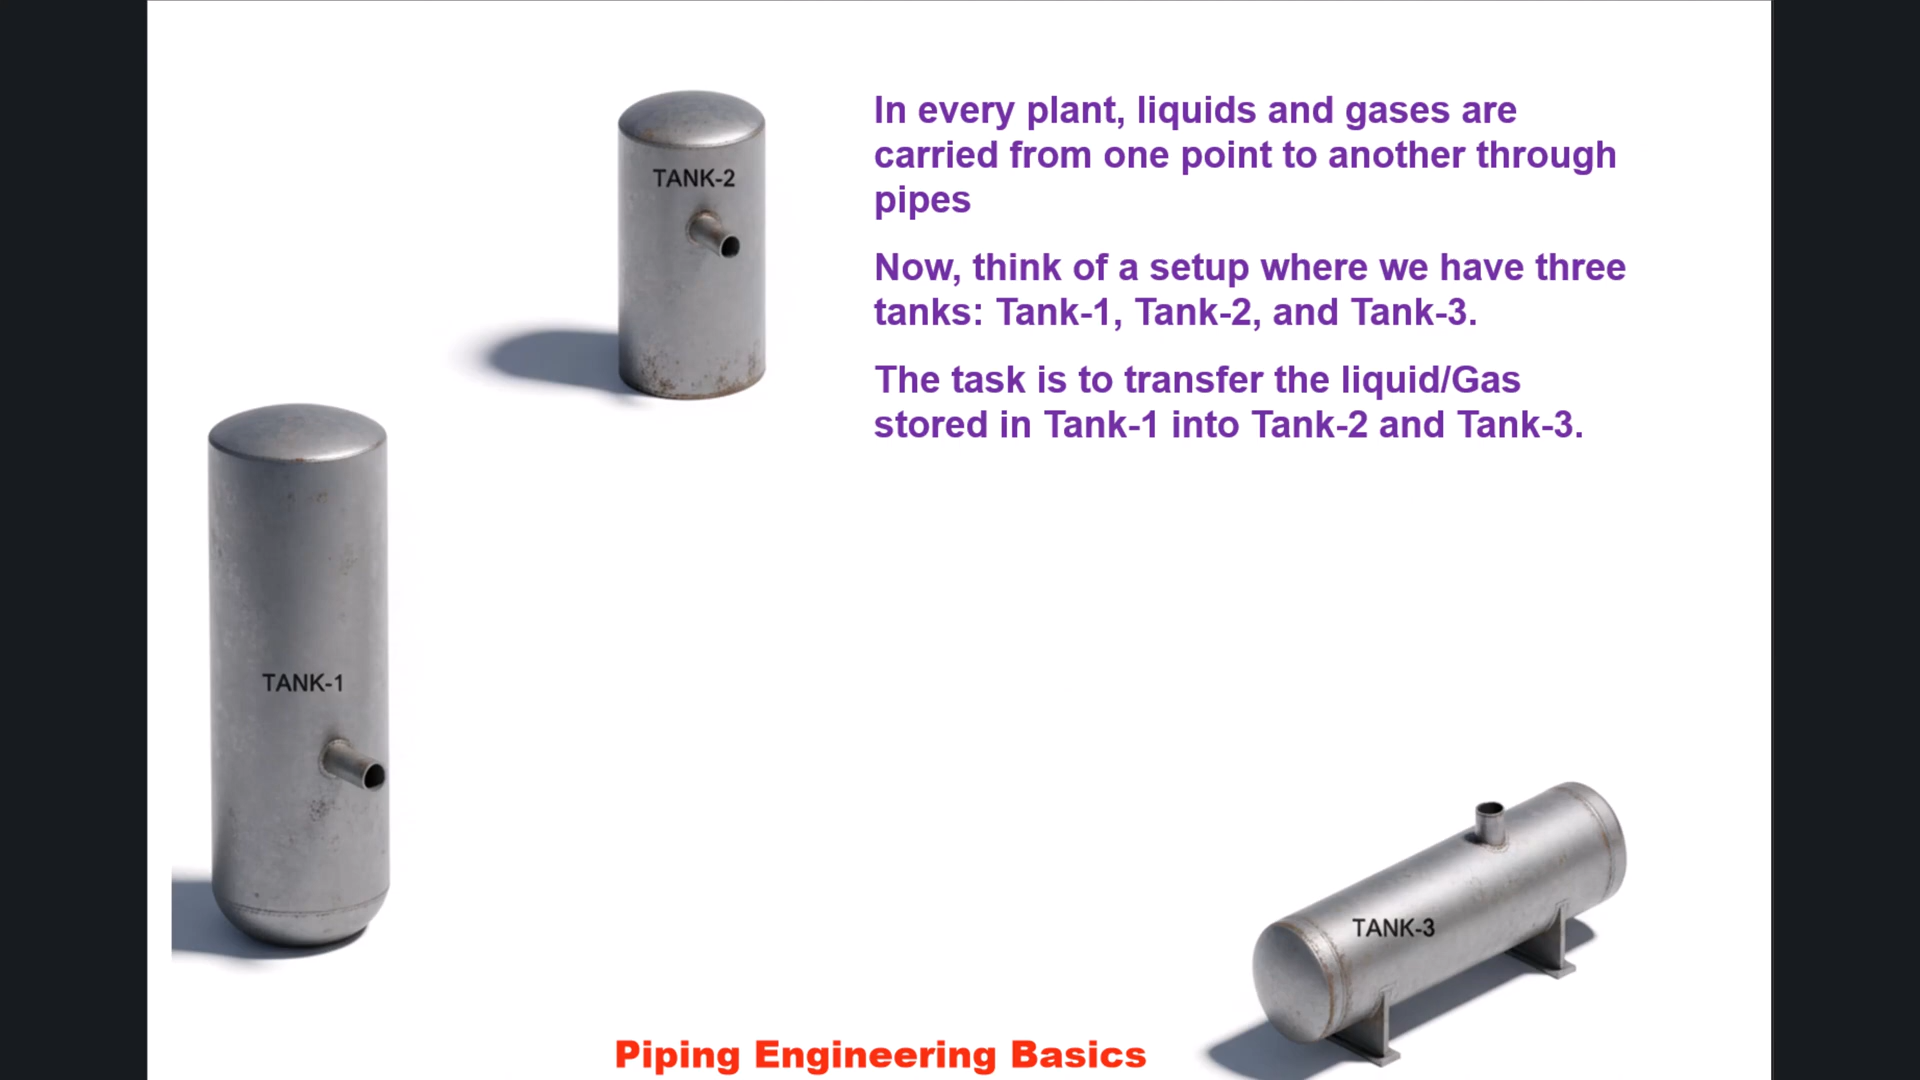 In every plant, liquids and gases are
carried from one point to another through
pipes
Now, think of a setup where we have three
tanks: Tank-1, Tank-2, and Tank-3.
The task is to transfer the liquid/Gas
stored in Tank-1 into Tank-2 and Tank-3.
TANK-2
TANK-1
TANK-3
Piping Engineering Basics